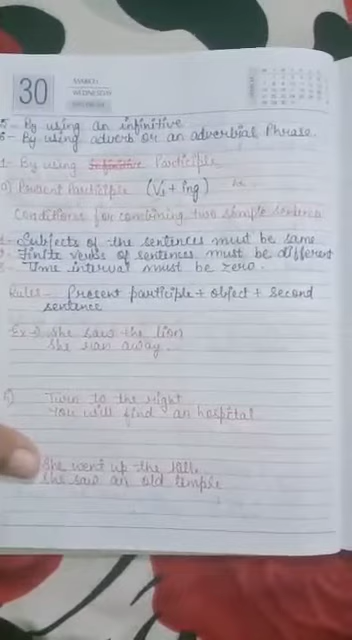 30
MARCH
WEDNESDAY
5- By using an infinitive
6- By using adverb or an adverbial Phrase.
1- By using Infinitive Participle
a) Present Participle (V1 + ing)
Conditions for combining two simple sentence
1- Subjects of the sentences must be same
2- Finite verbs of sentences must be different
3- Time interval must be zero.
Rules- Present participle + object + second
sentence
Ex- She saw the lion
She ran away.
Turn to the right
You will find an hospital
She went up the
She saw an old temple